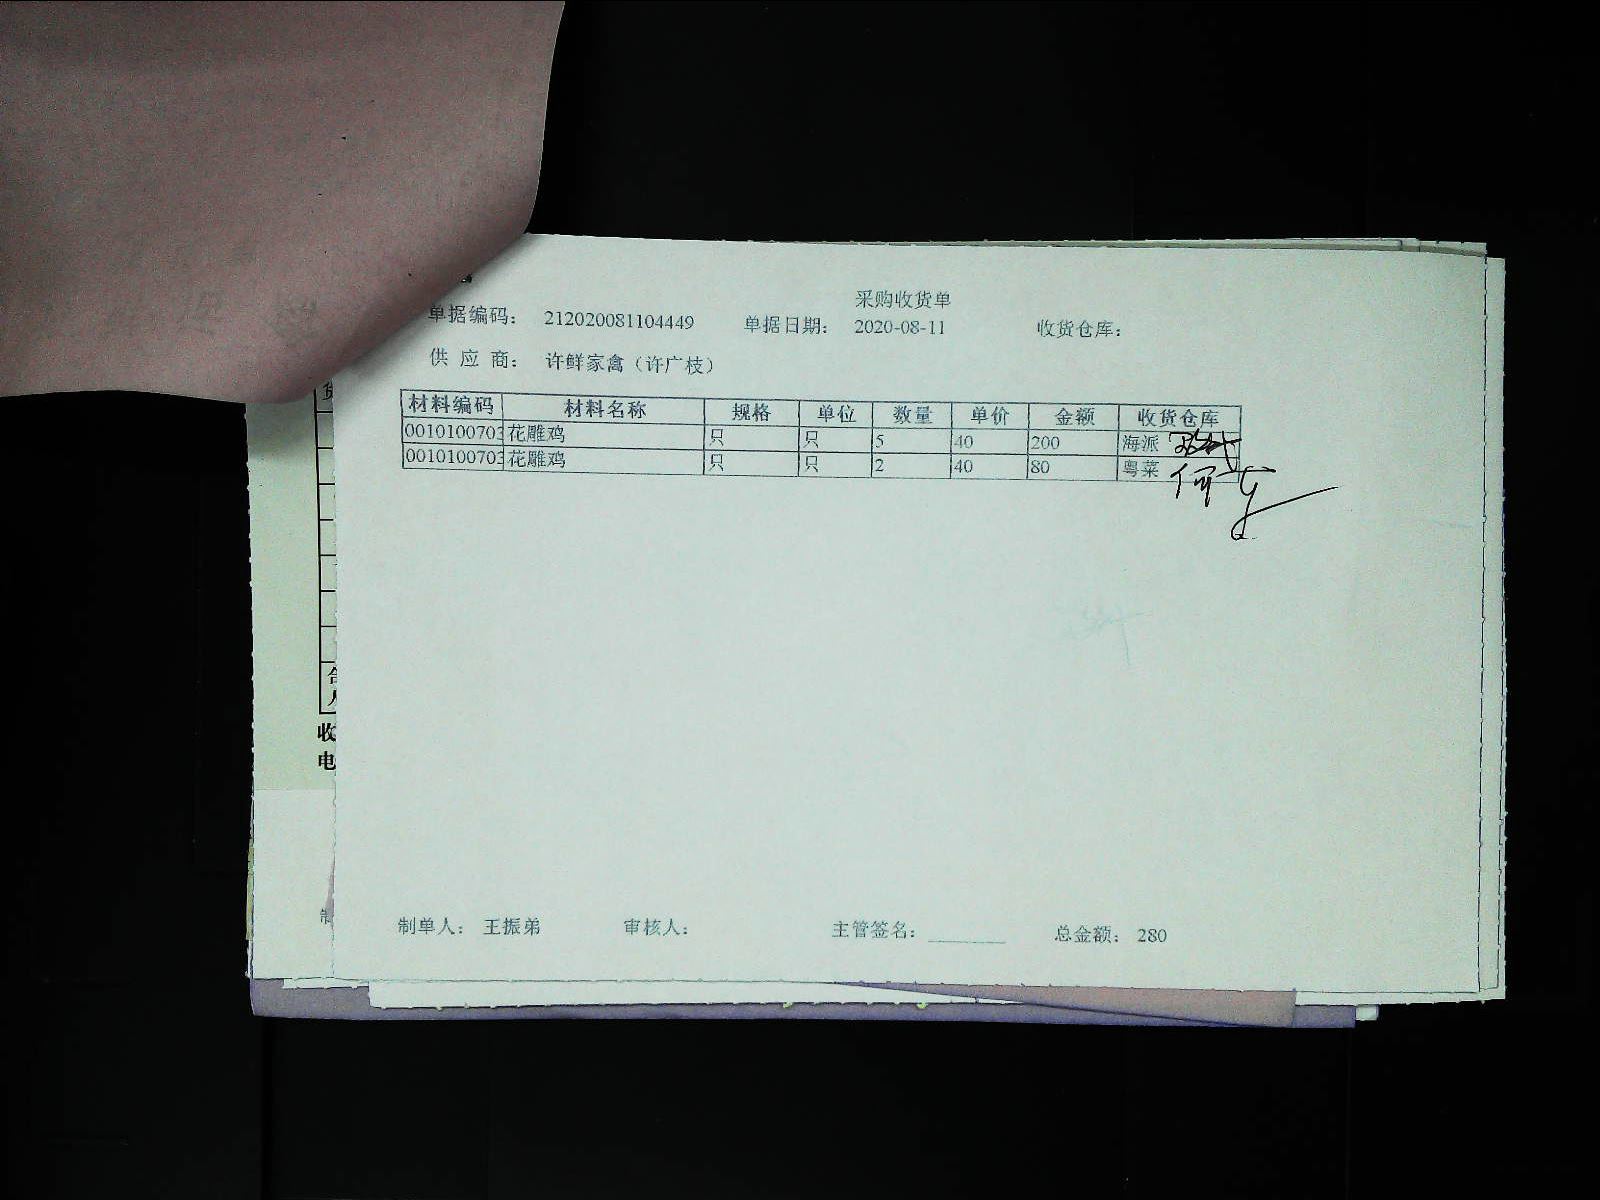 采购收货单
单据编码： 212020081104449 单据日期： 2020-08-11 收货仓库：
供 应 商： 许鲜家禽（许广枝）
材料编码 材料名称 规格 单位 数量 单价 金额 收货仓库
0010100703 花雕鸡 只 只 5 40 200 海派
0010100703 花雕鸡 只 只 2 40 80 粤菜
收
电
制单人： 王振弟 审核人： 主管签名： 总金额： 280